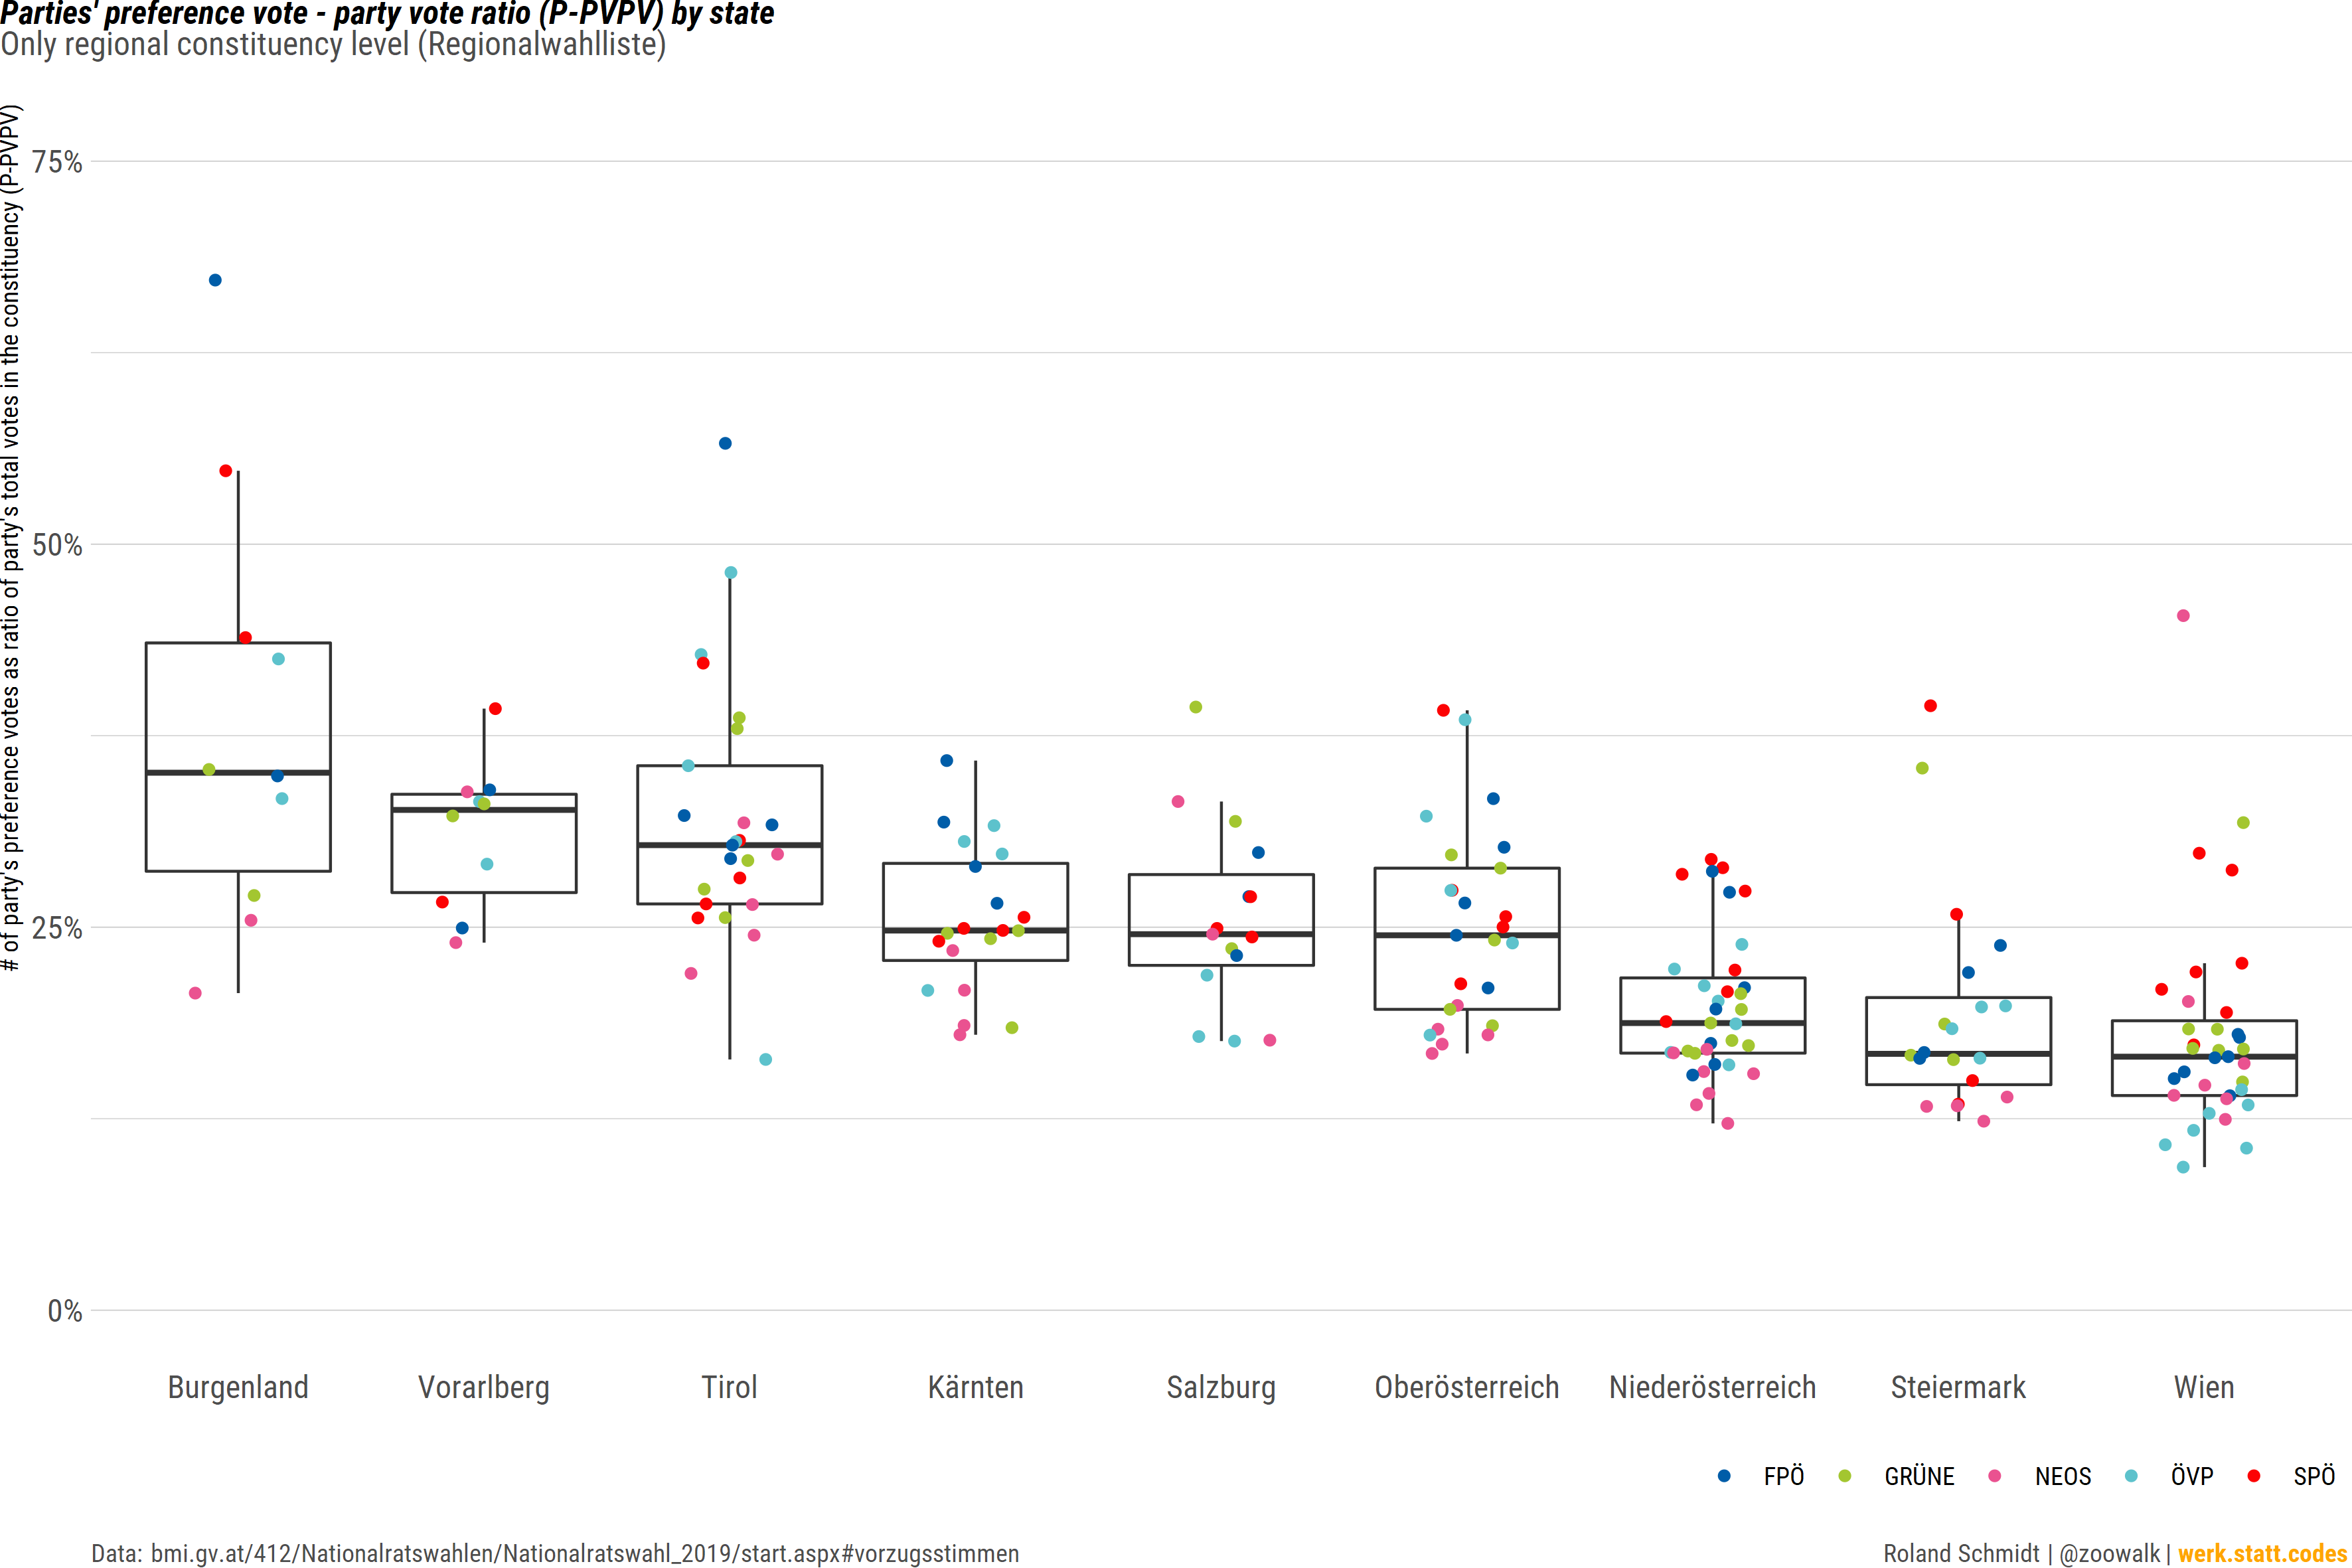 Parties' preference vote - party vote ratio (P-PVPV) by state
Only regional constituency level (Regionalwahlliste)
# of party's preference votes as ratio of party's total votes in the constituency (P-PVPV)
75%
50%
25%
0%
Burgenland Vorarlberg Tirol Kärnten Salzburg Oberösterreich Niederösterreich Steiermark Wien
FPÖ GRÜNE NEOS ÖVP SPÖ
Data: bmi.gv.at/412/Nationalratswahlen/Nationalratswahl_2019/start.aspx#vorzugsstimmen
Roland Schmidt | @zoowalk | werk.statt.codes